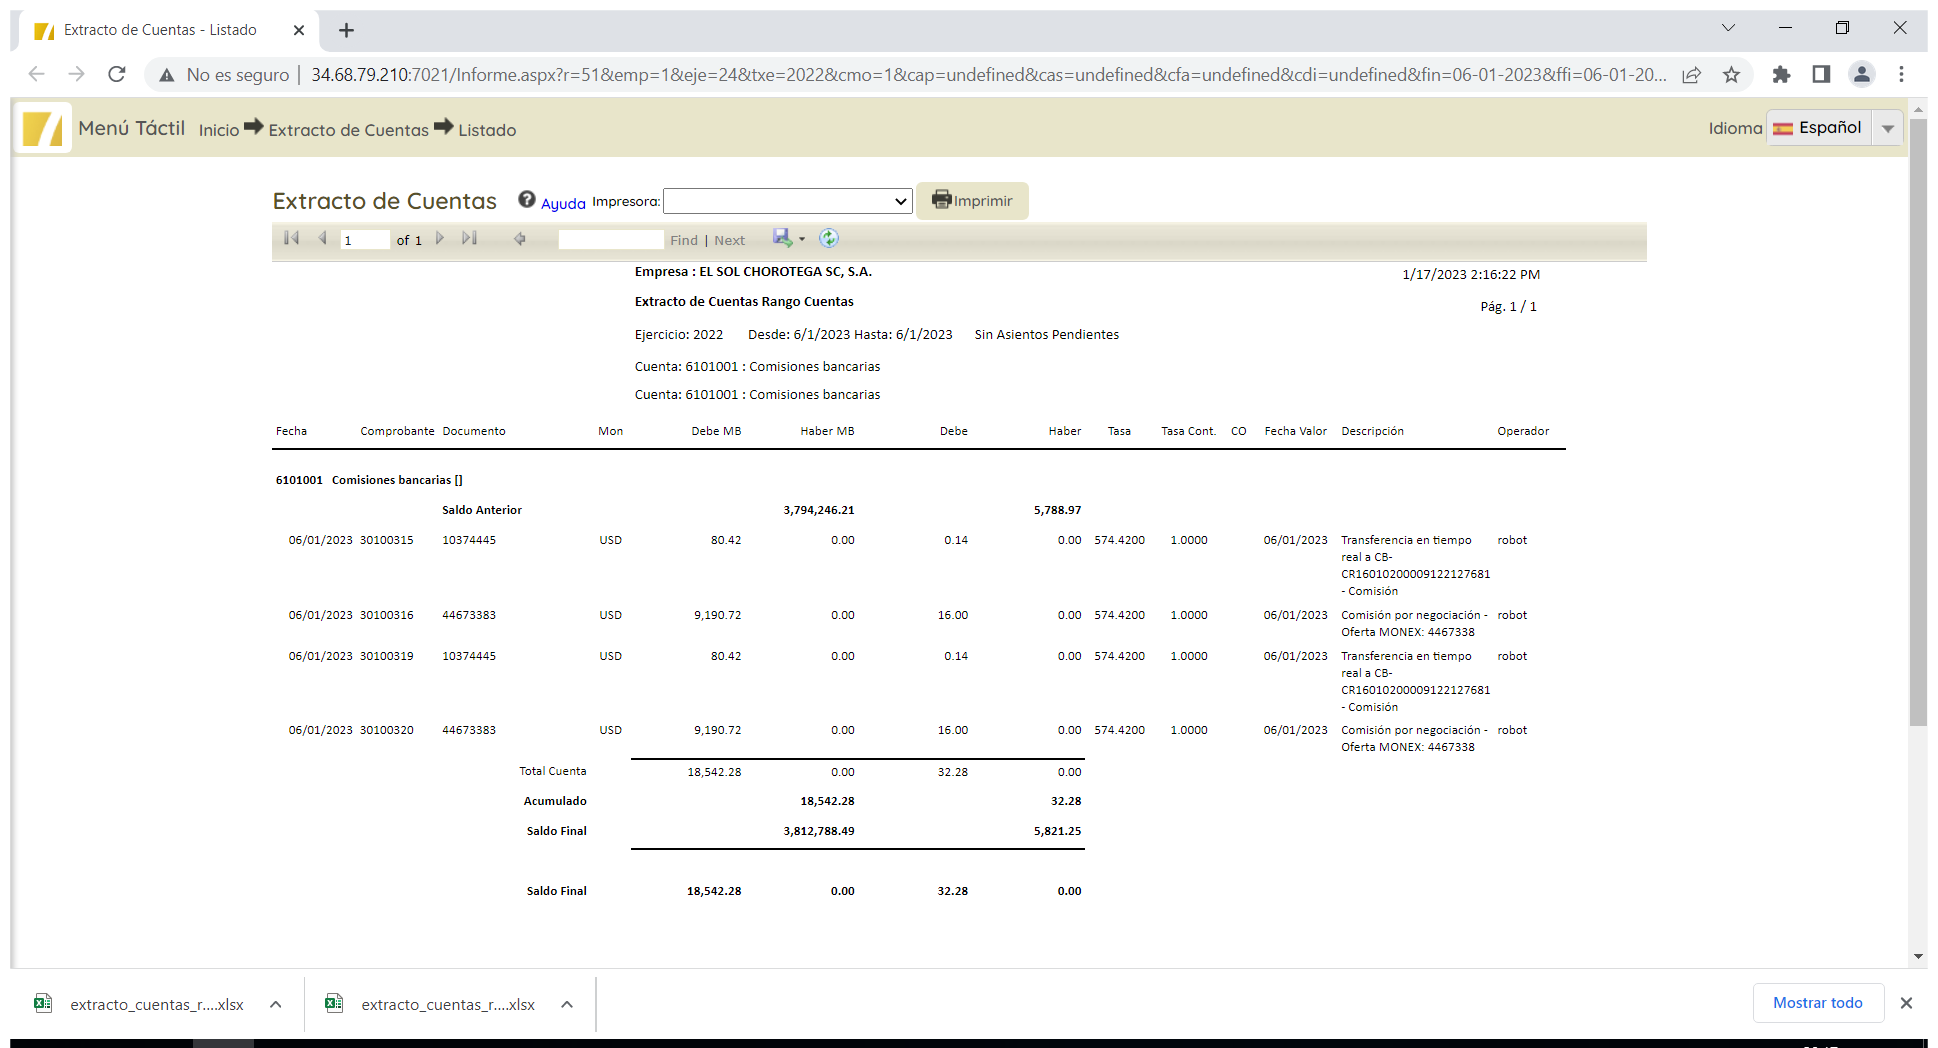 Extracto de Cuentas - Listado
No es seguro | 34.68.79.210:7021/Informe.aspx?r=51&emp=1&eje=24&txe=2022&cmo=1&cap=undefined&cas=undefined&cfa=undefined&cdi=undefined&fin=06-01-2023&ffi=06-01-20...
Menú Táctil Inicio Extracto de Cuentas Listado Idioma Español
Extracto de Cuentas Ayuda Impresora: Imprimir
1 of 1 Find | Next
Empresa : EL SOL CHOROTEGA SC, S.A. 1/17/2023 2:16:22 PM
Extracto de Cuentas Rango Cuentas Pág. 1 / 1
Ejercicio: 2022 Desde: 6/1/2023 Hasta: 6/1/2023 Sin Asientos Pendientes
Cuenta: 6101001 : Comisiones bancarias
Cuenta: 6101001 : Comisiones bancarias
Fecha Comprobante Documento Mon Debe MB Haber MB Debe Haber Tasa Tasa Cont. CO Fecha Valor Descripción Operador
6101001 Comisiones bancarias []
Saldo Anterior 3,794,246.21 5,788.97
06/01/2023 30100315 10374445 USD 80.42 0.00 0.14 0.00 574.4200 1.0000 06/01/2023 Transferencia en tiempo robot
real a CB-
CR16010200009122127681
- Comisión
06/01/2023 30100316 44673383 USD 9,190.72 0.00 16.00 0.00 574.4200 1.0000 06/01/2023 Comisión por negociación - robot
Oferta MONEX: 4467338
06/01/2023 30100319 10374445 USD 80.42 0.00 0.14 0.00 574.4200 1.0000 06/01/2023 Transferencia en tiempo robot
real a CB-
CR16010200009122127681
- Comisión
06/01/2023 30100320 44673383 USD 9,190.72 0.00 16.00 0.00 574.4200 1.0000 06/01/2023 Comisión por negociación - robot
Oferta MONEX: 4467338
Total Cuenta 18,542.28 0.00 32.28 0.00
Acumulado 18,542.28 32.28
Saldo Final 3,812,788.49 5,821.25
Saldo Final 18,542.28 0.00 32.28 0.00
extracto_cuentas_r....xlsx extracto_cuentas_r....xlsx Mostrar todo